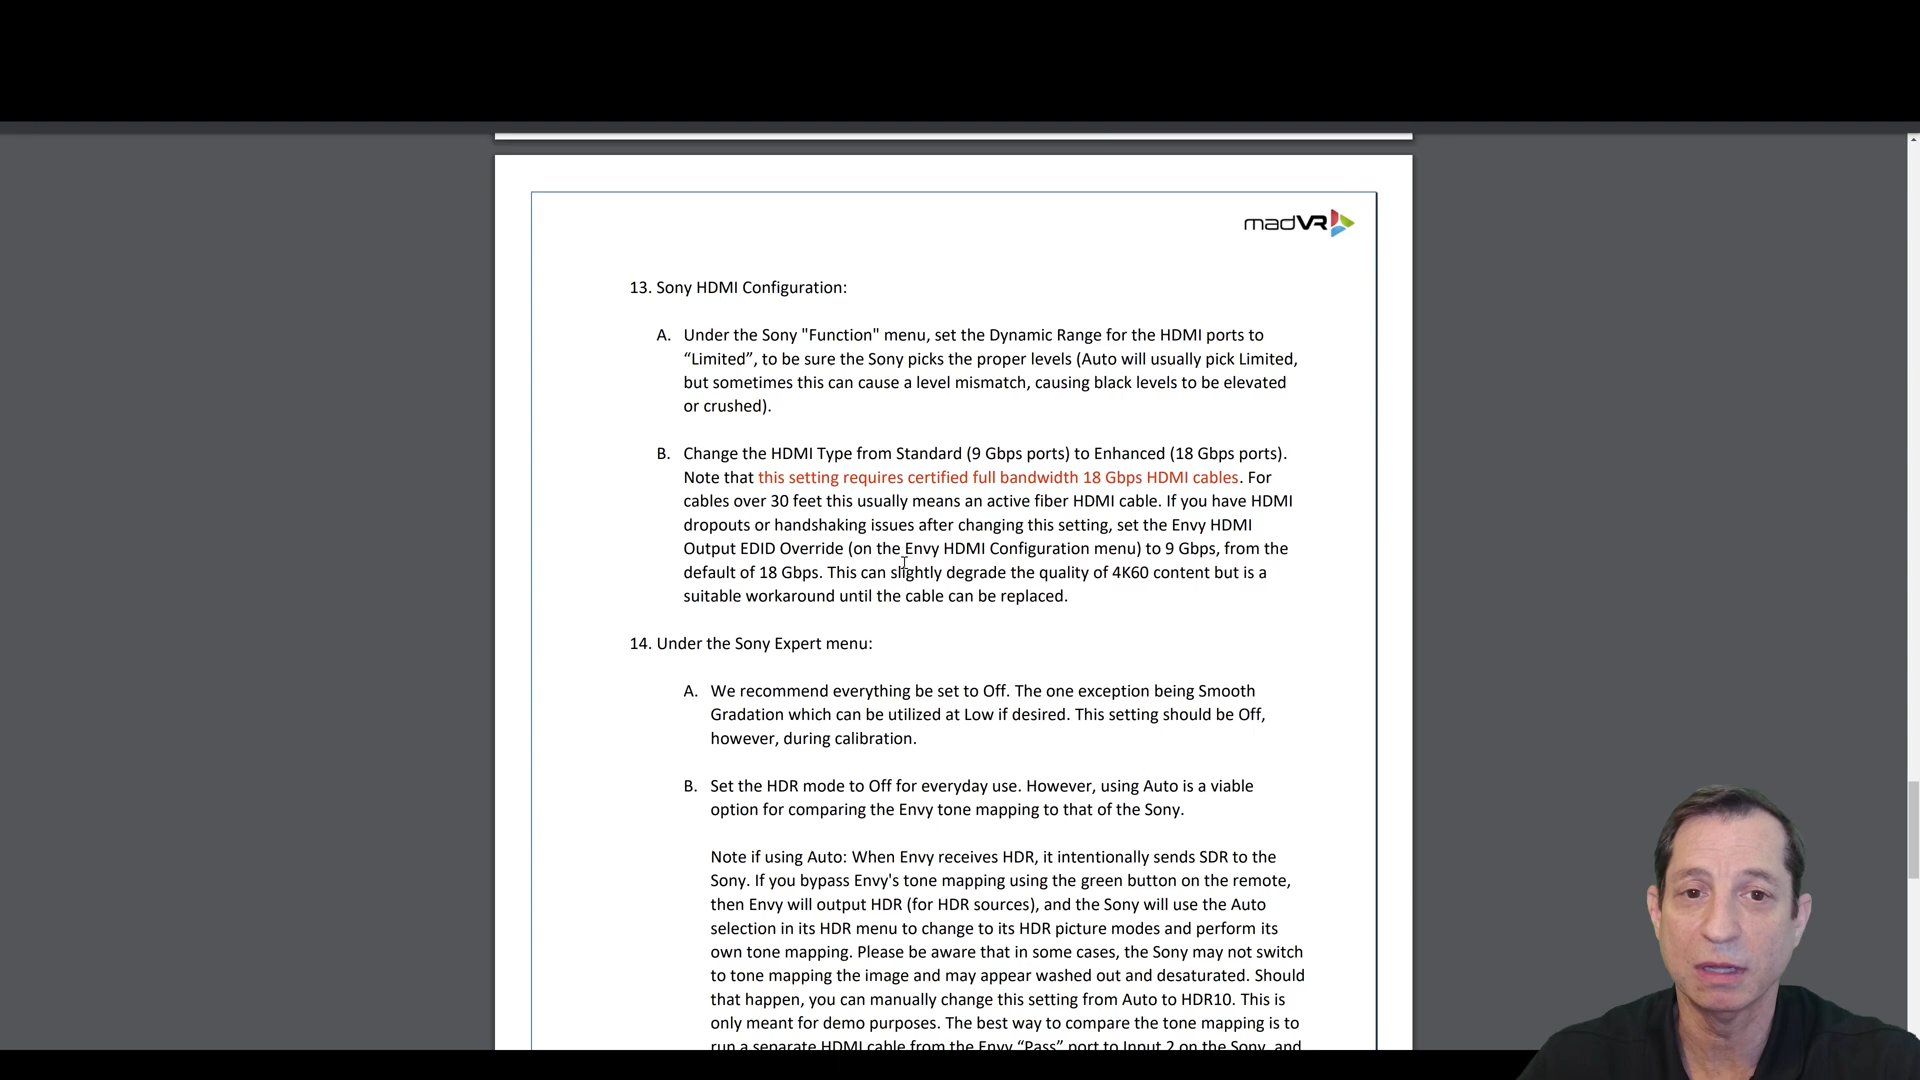 madVR
13. Sony HDMI Configuration:
A. Under the Sony "Function" menu, set the Dynamic Range for the HDMI ports to
“Limited”, to be sure the Sony picks the proper levels (Auto will usually pick Limited,
but sometimes this can cause a level mismatch, causing black levels to be elevated
or crushed).
B. Change the HDMI Type from Standard (9 Gbps ports) to Enhanced (18 Gbps ports).
Note that this setting requires certified full bandwidth 18 Gbps HDMI cables. For
cables over 30 feet this usually means an active fiber HDMI cable. If you have HDMI
dropouts or handshaking issues after changing this setting, set the Envy HDMI
Output EDID Override (on the Envy HDMI Configuration menu) to 9 Gbps, from the
default of 18 Gbps. This can slightly degrade the quality of 4K60 content but is a
suitable workaround until the cable can be replaced.
14. Under the Sony Expert menu:
A. We recommend everything be set to Off. The one exception being Smooth
Gradation which can be utilized at Low if desired. This setting should be Off,
however, during calibration.
B. Set the HDR mode to Off for everyday use. However, using Auto is a viable
option for comparing the Envy tone mapping to that of the Sony.
Note if using Auto: When Envy receives HDR, it intentionally sends SDR to the
Sony. If you bypass Envy's tone mapping using the green button on the remote,
then Envy will output HDR (for HDR sources), and the Sony will use the Auto
selection in its HDR menu to change to its HDR picture modes and perform its
own tone mapping. Please be aware that in some cases, the Sony may not switch
to tone mapping the image and may appear washed out and desaturated. Should
that happen, you can manually change this setting from Auto to HDR10. This is
only meant for demo purposes. The best way to compare the tone mapping is to
run a separate HDMI cable from the Envy “Pass” port to Input 2 on the Sony, and